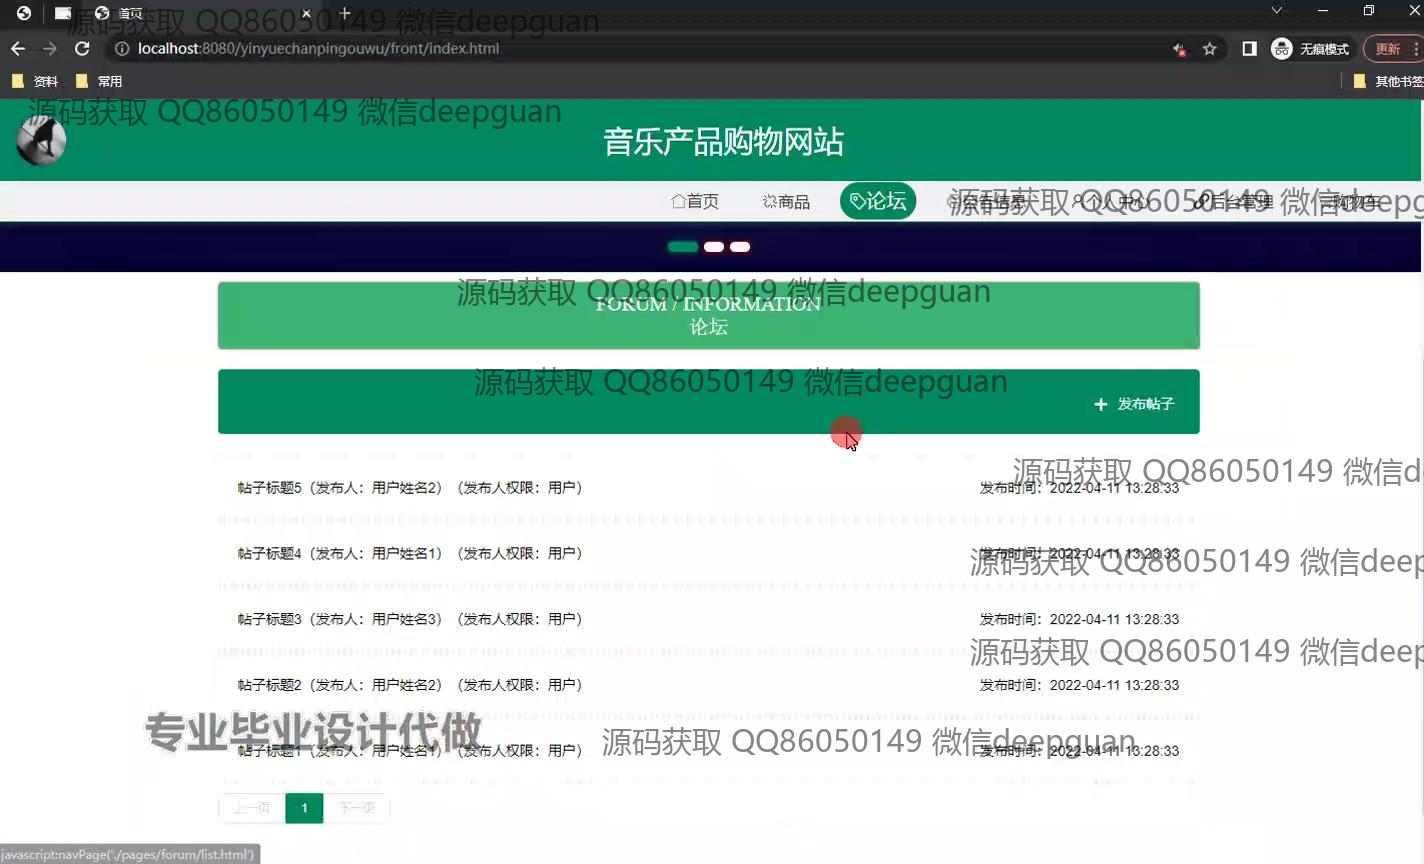 首页
源码获取 QQ86050149 微信deepguan
localhost:8080/yinyuechanpingouwu/front/index.html
无痕模式
更新
资料
常用
其他书签
源码获取 QQ86050149 微信deepguan
音乐产品购物网站
首页
商品
论坛
个人中心
后台管理
购物车
源码获取 QQ86050149 微信deepg
源码获取 QQ86050149 微信deepguan
FORUM / INFORMATION
论坛
源码获取 QQ86050149 微信deepguan
+ 发布帖子
源码获取 QQ86050149 微信d
帖子标题5（发布人：用户姓名2）（发布人权限：用户） 发布时间：2022-04-11 13:28:33
帖子标题4（发布人：用户姓名1）（发布人权限：用户） 发布时间：2022-04-11 13:28:33
源码获取 QQ86050149 微信deep
帖子标题3（发布人：用户姓名3）（发布人权限：用户） 发布时间：2022-04-11 13:28:33
源码获取 QQ86050149 微信deep
帖子标题2（发布人：用户姓名2）（发布人权限：用户） 发布时间：2022-04-11 13:28:33
专业毕业设计代做
源码获取 QQ86050149 微信deepguan
帖子标题1（发布人：用户姓名1）（发布人权限：用户） 发布时间：2022-04-11 13:28:33
上一页
1
下一页
javascript:navPage('./pages/forum/list.html')